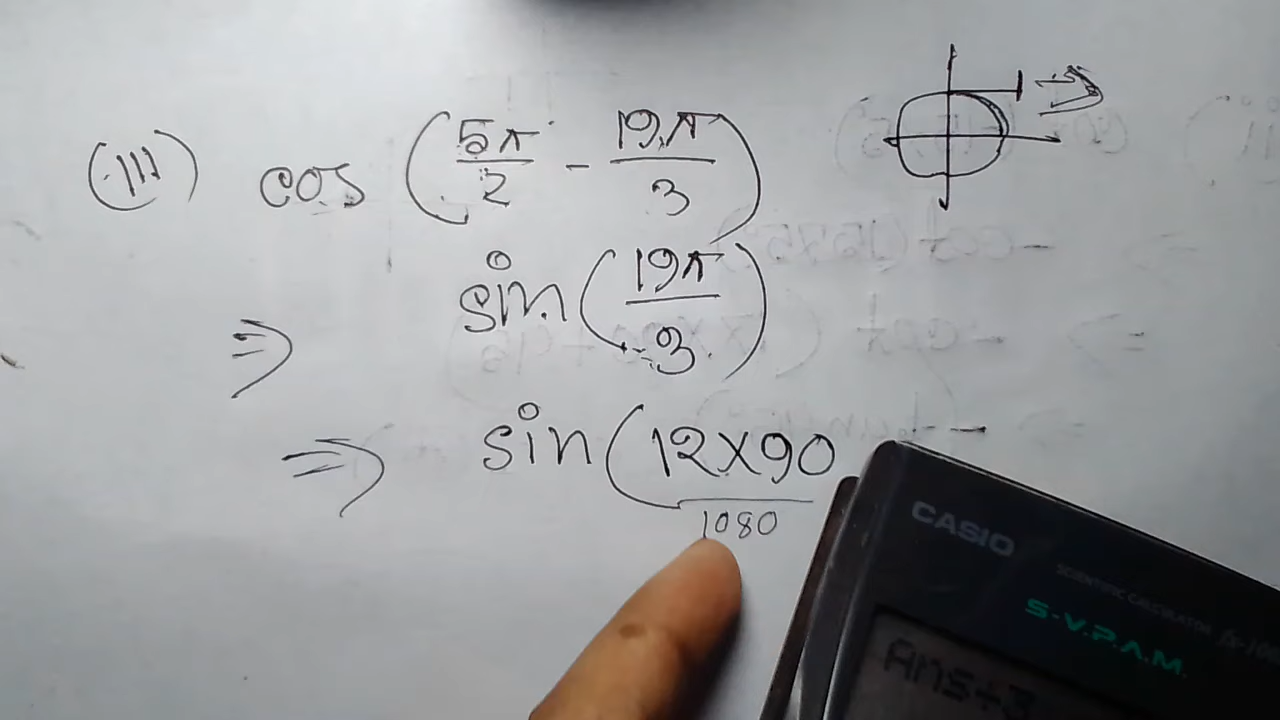 (III) cos (5π/2 - 19π/3)
⇒ sin (19π/3)
⇒ sin (12×90
1080
CASIO
S-V.P.A.M.
Ans÷3